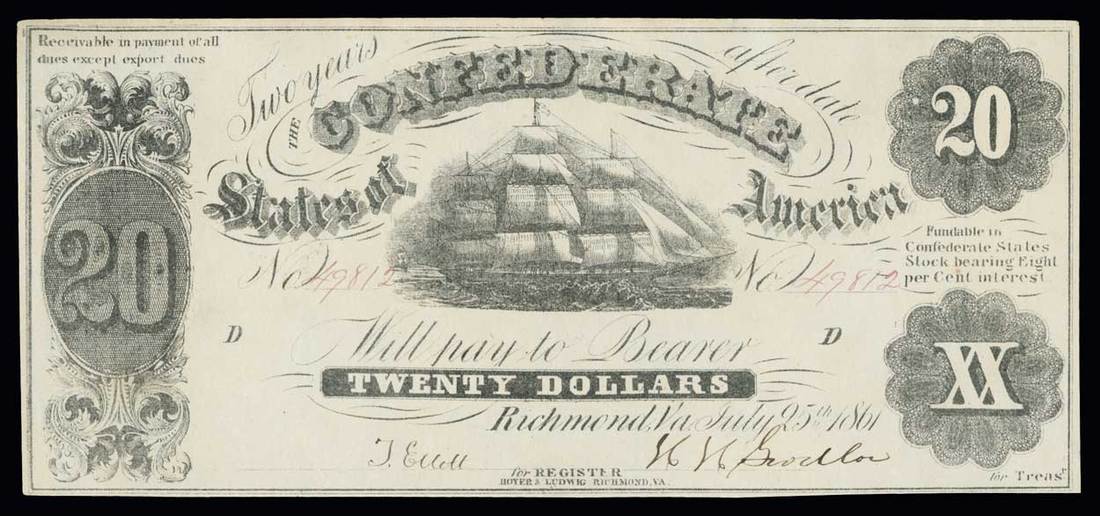 Receivable in payment of all
dues except export dues
Two years after date
THE CONFEDERATE
States of America
20
20
Fundable in
Confederate States
Stock bearing Eight
per Cent interest
No 49812 No 49812
D D
Will pay to Bearer
TWENTY DOLLARS
XX
Richmond, Va July 25th 1861
for REGISTER
for Treasr
HOYER & LUDWIG RICHMOND, VA.